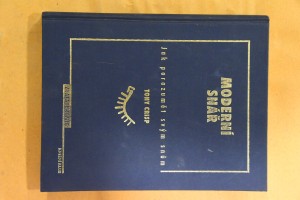 MODERNÍ
SNÁŘ
Jak porozumět svým snům
TONY CRISP